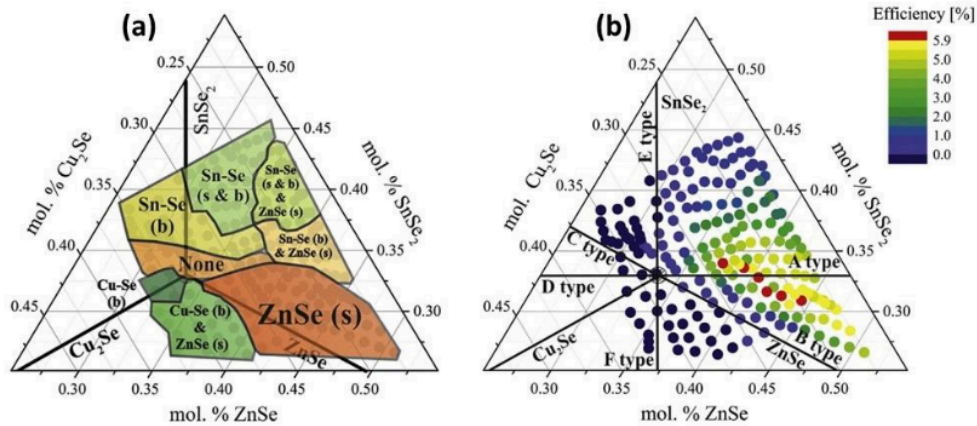 (a)
0.25
0.50
SnSe2
0.30
0.45
mol. % Cu2Se
mol. % SnSe2
0.35
0.40
Sn-Se
(s & b)
Sn-Se
(s & b)
&
ZnSe (s)
Sn-Se
(b)
Sn-Se (b)
& ZnSe (s)
0.40
0.35
None
Cu-Se
(b)
Cu-Se (b)
&
ZnSe (s)
ZnSe (s)
0.30
Cu2Se
ZnSe
0.30
0.35
0.40
0.45
0.50
mol. % ZnSe
(b)
Efficiency [%]
5.9
5.0
4.0
3.0
2.0
1.0
0.0
0.25
0.50
SnSe2
E type
0.30
0.45
mol. % Cu2Se
mol. % SnSe2
0.35
0.40
C type
0.40
0.35
A type
D type
0.30
Cu2Se
F type
B type
ZnSe
0.30
0.35
0.40
0.45
0.50
mol. % ZnSe